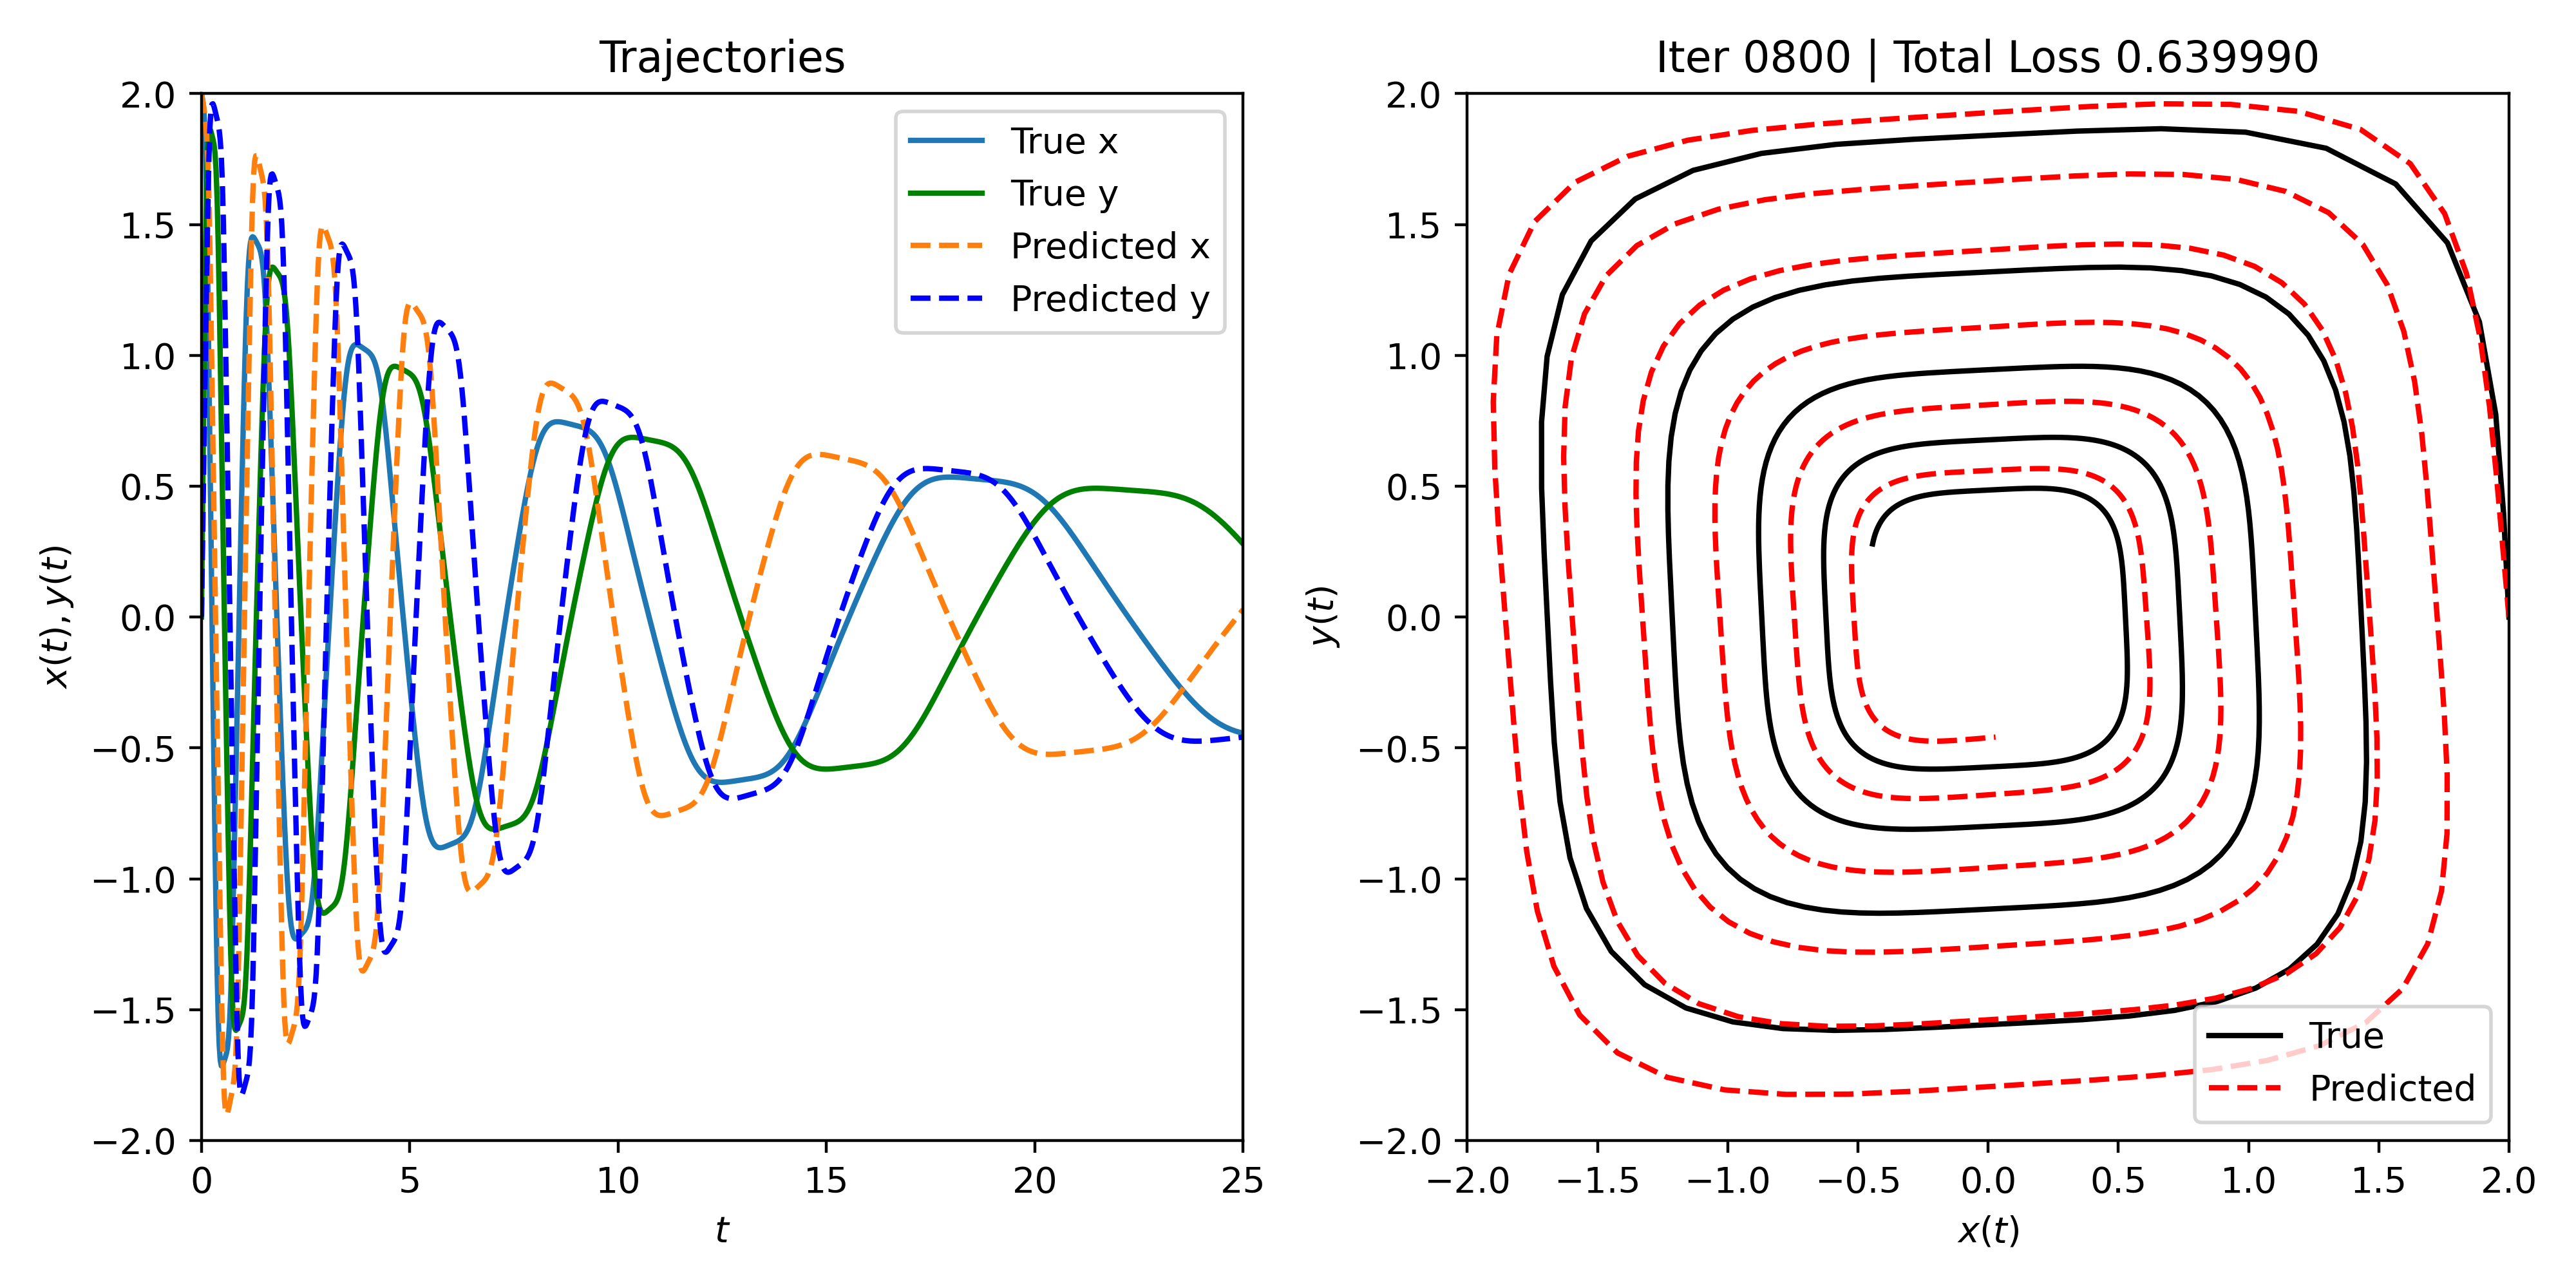 Trajectories
2.0
1.5
1.0
0.5
0.0
−0.5
−1.0
−1.5
−2.0
x(t), y(t)
0 5 10 15 20 25
t
True x
True y
Predicted x
Predicted y
Iter 0800 | Total Loss 0.639990
2.0
1.5
1.0
0.5
0.0
−0.5
−1.0
−1.5
−2.0
y(t)
−2.0 −1.5 −1.0 −0.5 0.0 0.5 1.0 1.5 2.0
x(t)
True
Predicted